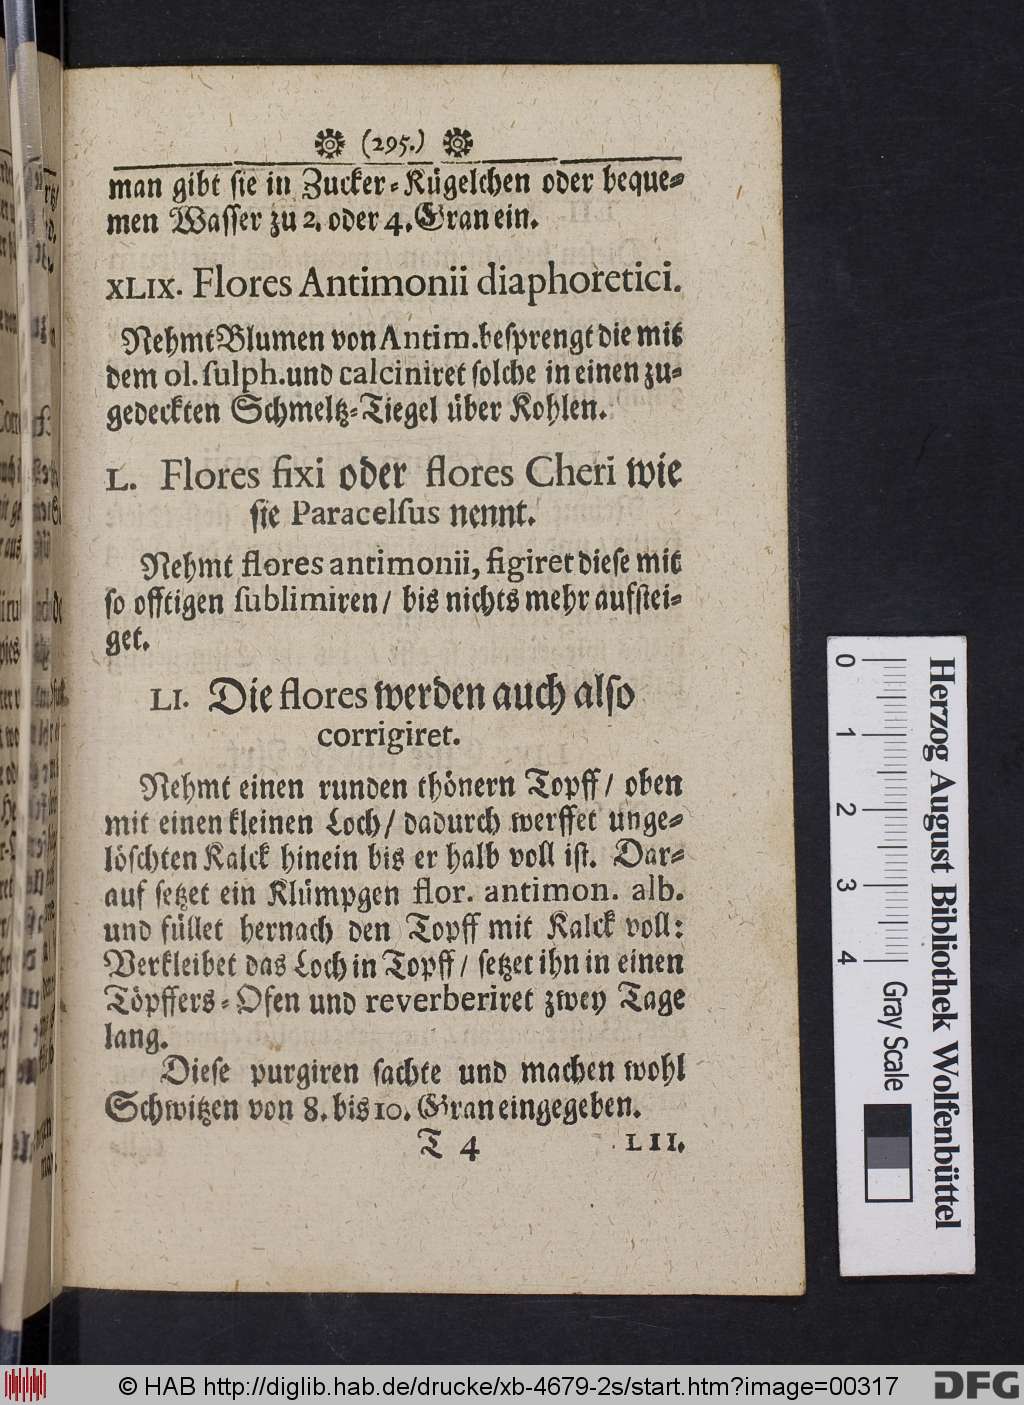 (295.)
man gibt sie in Zucker-Kügelchen oder beque-
men Wasser zu 2. oder 4. Gran ein.
XLIX. Flores Antimonii diaphoretici.
Nehmt Blumen von Antim. besprengt die mit
dem ol. ſulph. und calciniret solche in einen zu-
gedeckten Schmeltz-Tiegel über Kohlen.
L. Flores fixi oder flores Cheri wie
sie Paracelſus nennt.
Nehmt flores antimonii, figiret diese mit
so offtigen ſublimiren / bis nichts mehr aufstei-
get.
LI. Die flores werden auch also
corrigiret.
Nehmt einen runden thönern Topff / oben
mit einen kleinen Loch / dadurch werffet unge-
löschten Kalck hinein bis er halb voll ist. Dar-
auf setzet ein Klümpgen flor. antimon. alb.
und füllet hernach den Topff mit Kalck voll:
Verkleibet das Loch in Topff / setzet ihn in einen
Töpffers-Ofen und reverberiret zwey Tage
lang.
Diese purgiren sachte und machen wohl
Schwitzen von 8. bis 10. Gran eingegeben.
T 4 LII.
0 1 2 3 4
Gray Scale
Herzog August Bibliothek Wolfenbüttel
© HAB http://diglib.hab.de/drucke/xb-4679-2s/start.htm?image=00317
DFG